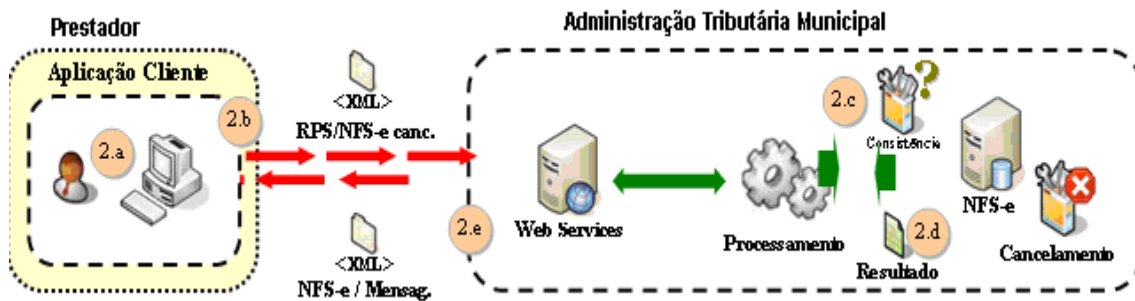 Prestador
Administração Tributária Municipal
Aplicação Cliente
2.a
2.b
<XML>
RPS/NFS-e canc.
<XML>
NFS-e / Mensag.
2.e
Web Services
Processamento
2.c
?
Consistência
2.d
Resultado
NFS-e
Cancelamento